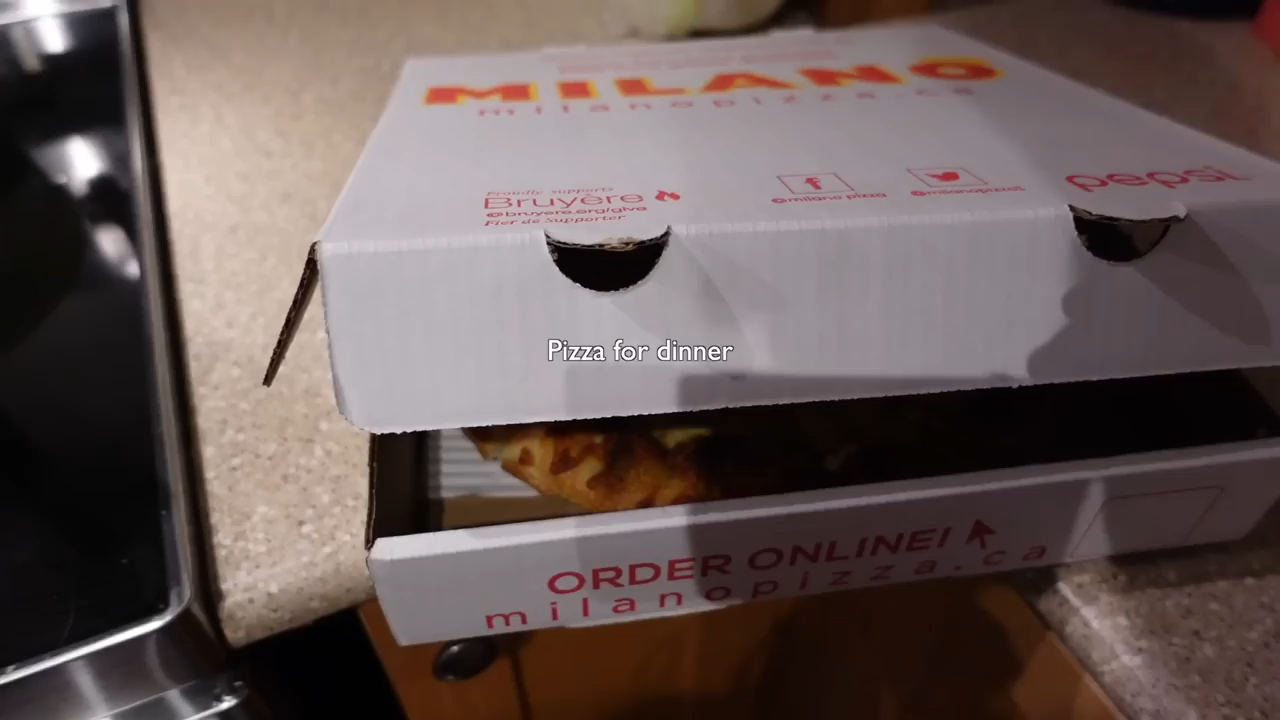 MILANO
milanopizza.ca
Proudly supports
Bruyère
@bruyere.org/give
Fier de Supporter
@milano pizza
pepsi
Pizza for dinner
ORDER ONLINE!
milanopizza.ca